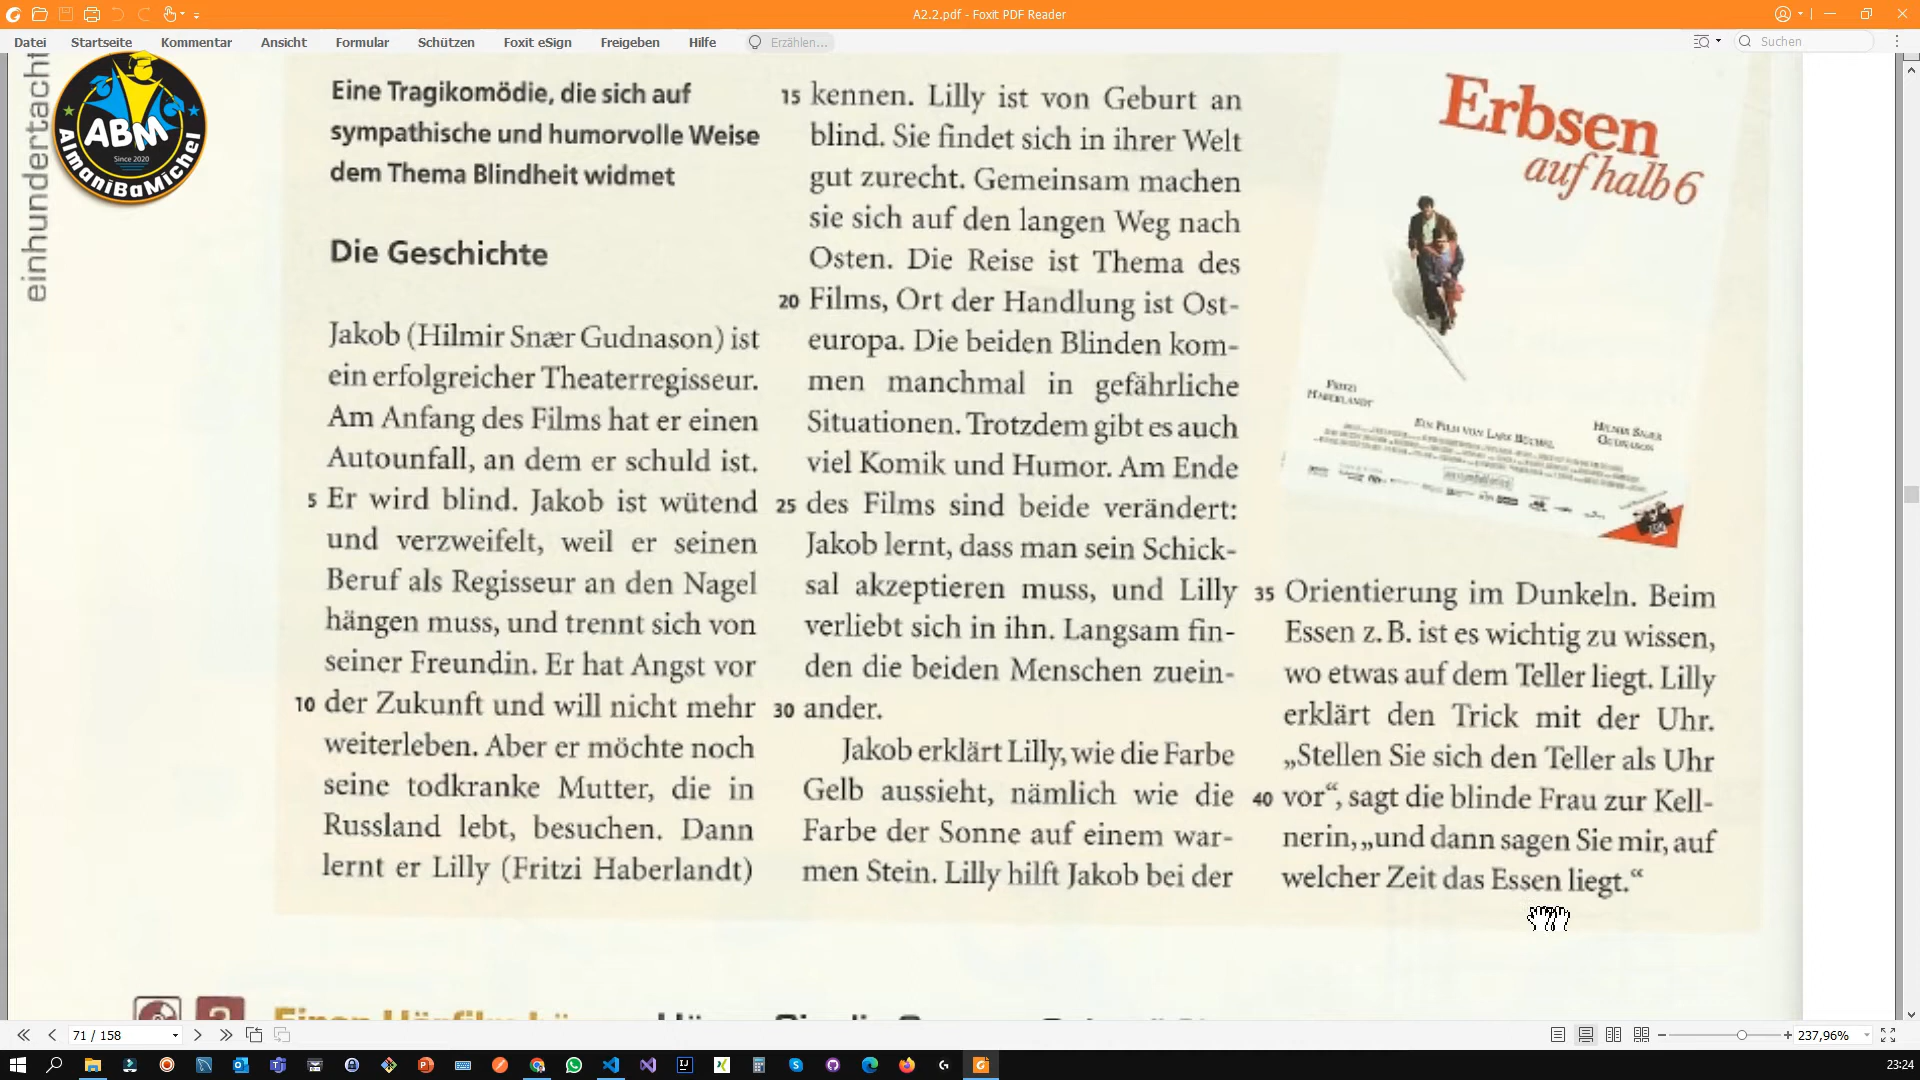 A2.2.pdf - Foxit PDF Reader
Datei Startseite Kommentar Ansicht Formular Schützen Foxit eSign Freigeben Hilfe Erzählen... Suchen
einhundertacht
ABM
Since 2020
AlmaniBaMichel
Eine Tragikomödie, die sich auf
sympathische und humorvolle Weise
dem Thema Blindheit widmet
Die Geschichte
Jakob (Hilmir Snær Gudnason) ist
ein erfolgreicher Theaterregisseur.
Am Anfang des Films hat er einen
Autounfall, an dem er schuld ist.
5 Er wird blind. Jakob ist wütend
und verzweifelt, weil er seinen
Beruf als Regisseur an den Nagel
hängen muss, und trennt sich von
seiner Freundin. Er hat Angst vor
10 der Zukunft und will nicht mehr
weiterleben. Aber er möchte noch
seine todkranke Mutter, die in
Russland lebt, besuchen. Dann
lernt er Lilly (Fritzi Haberlandt)
15 kennen. Lilly ist von Geburt an
blind. Sie findet sich in ihrer Welt
gut zurecht. Gemeinsam machen
sie sich auf den langen Weg nach
Osten. Die Reise ist Thema des
20 Films, Ort der Handlung ist Ost-
europa. Die beiden Blinden kom-
men manchmal in gefährliche
Situationen. Trotzdem gibt es auch
viel Komik und Humor. Am Ende
25 des Films sind beide verändert:
Jakob lernt, dass man sein Schick-
sal akzeptieren muss, und Lilly
verliebt sich in ihn. Langsam fin-
den die beiden Menschen zuein-
30 ander.
Jakob erklärt Lilly, wie die Farbe
Gelb aussieht, nämlich wie die
Farbe der Sonne auf einem war-
men Stein. Lilly hilft Jakob bei der
Erbsen
auf halb 6
Fritzi
Haberlandt
Ein Film von Lars Büchel
Hilmir Snær
Gudnason
35 Orientierung im Dunkeln. Beim
Essen z. B. ist es wichtig zu wissen,
wo etwas auf dem Teller liegt. Lilly
erklärt den Trick mit der Uhr.
„Stellen Sie sich den Teller als Uhr
40 vor“, sagt die blinde Frau zur Kell-
nerin, „und dann sagen Sie mir, auf
welcher Zeit das Essen liegt.“
71 / 158
237,96%
23:24